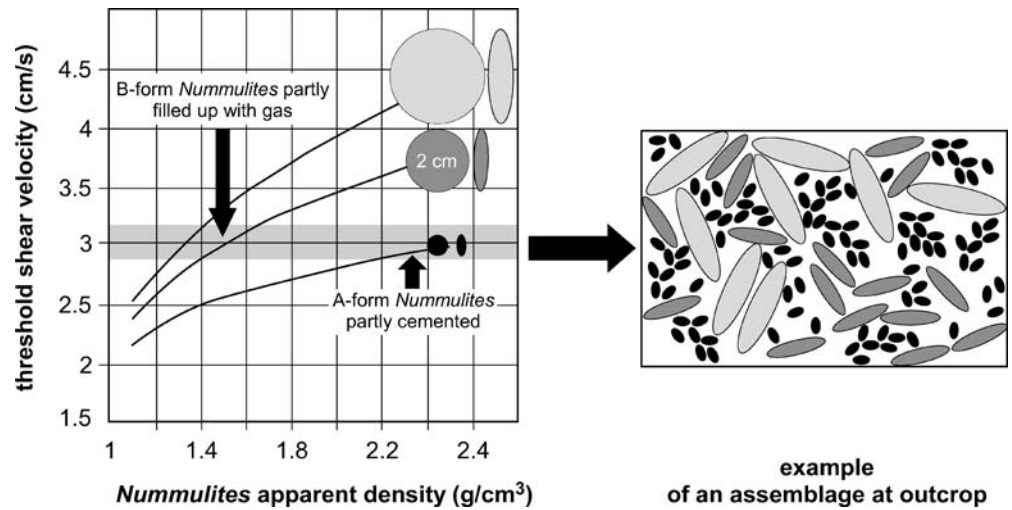 threshold shear velocity (cm/s)
4.5
4
3.5
3
2.5
2
1.5
B-form Nummulites partly
filled up with gas
2 cm
A-form Nummulites
partly cemented
1 1.4 1.8 2.2 2.4
Nummulites apparent density (g/cm³)
example
of an assemblage at outcrop